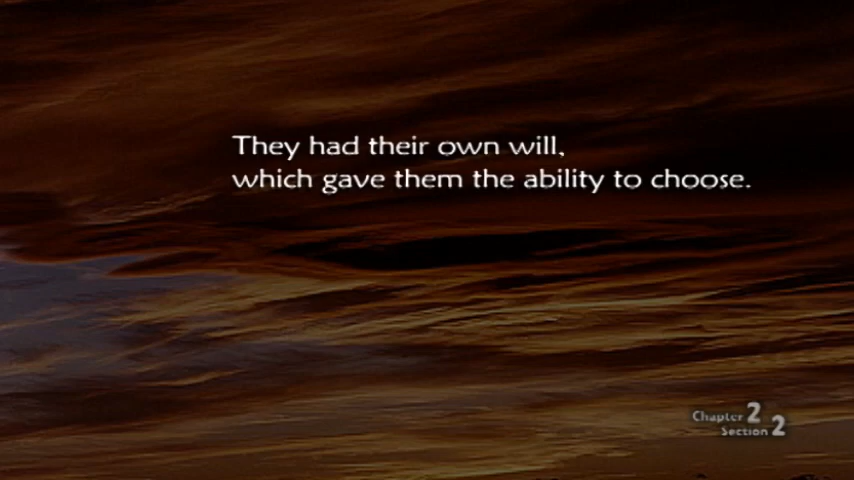 They had their own will,
which gave them the ability to choose.
Chapter 2
Section 2